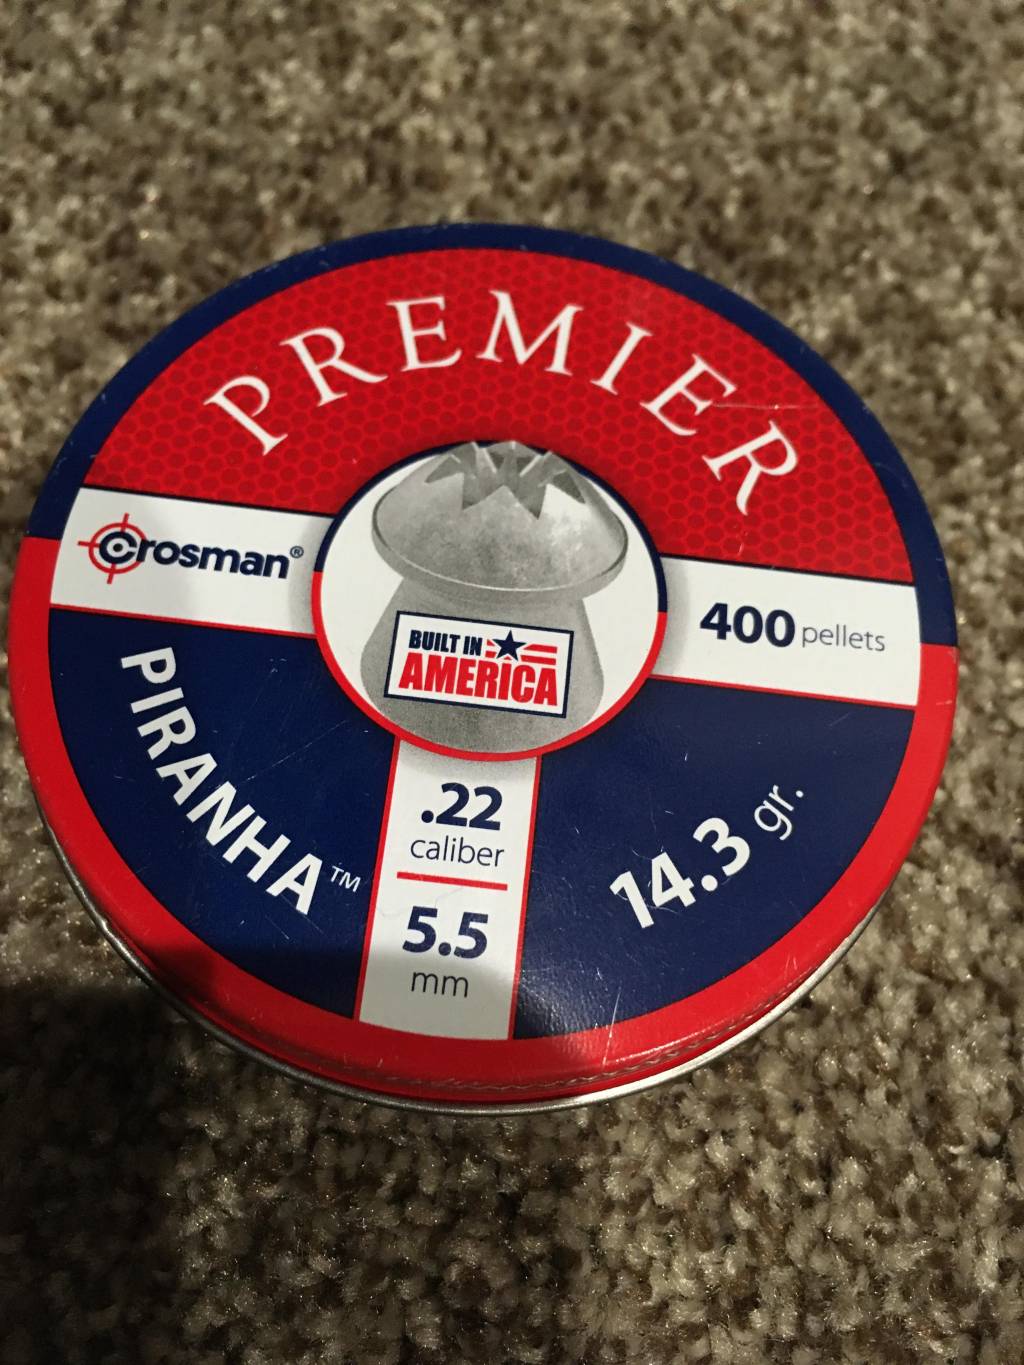 PREMIER
Crosman®
400 pellets
BUILT IN
AMERICA
PIRANHA™
.22
caliber
5.5
mm
14.3 gr.